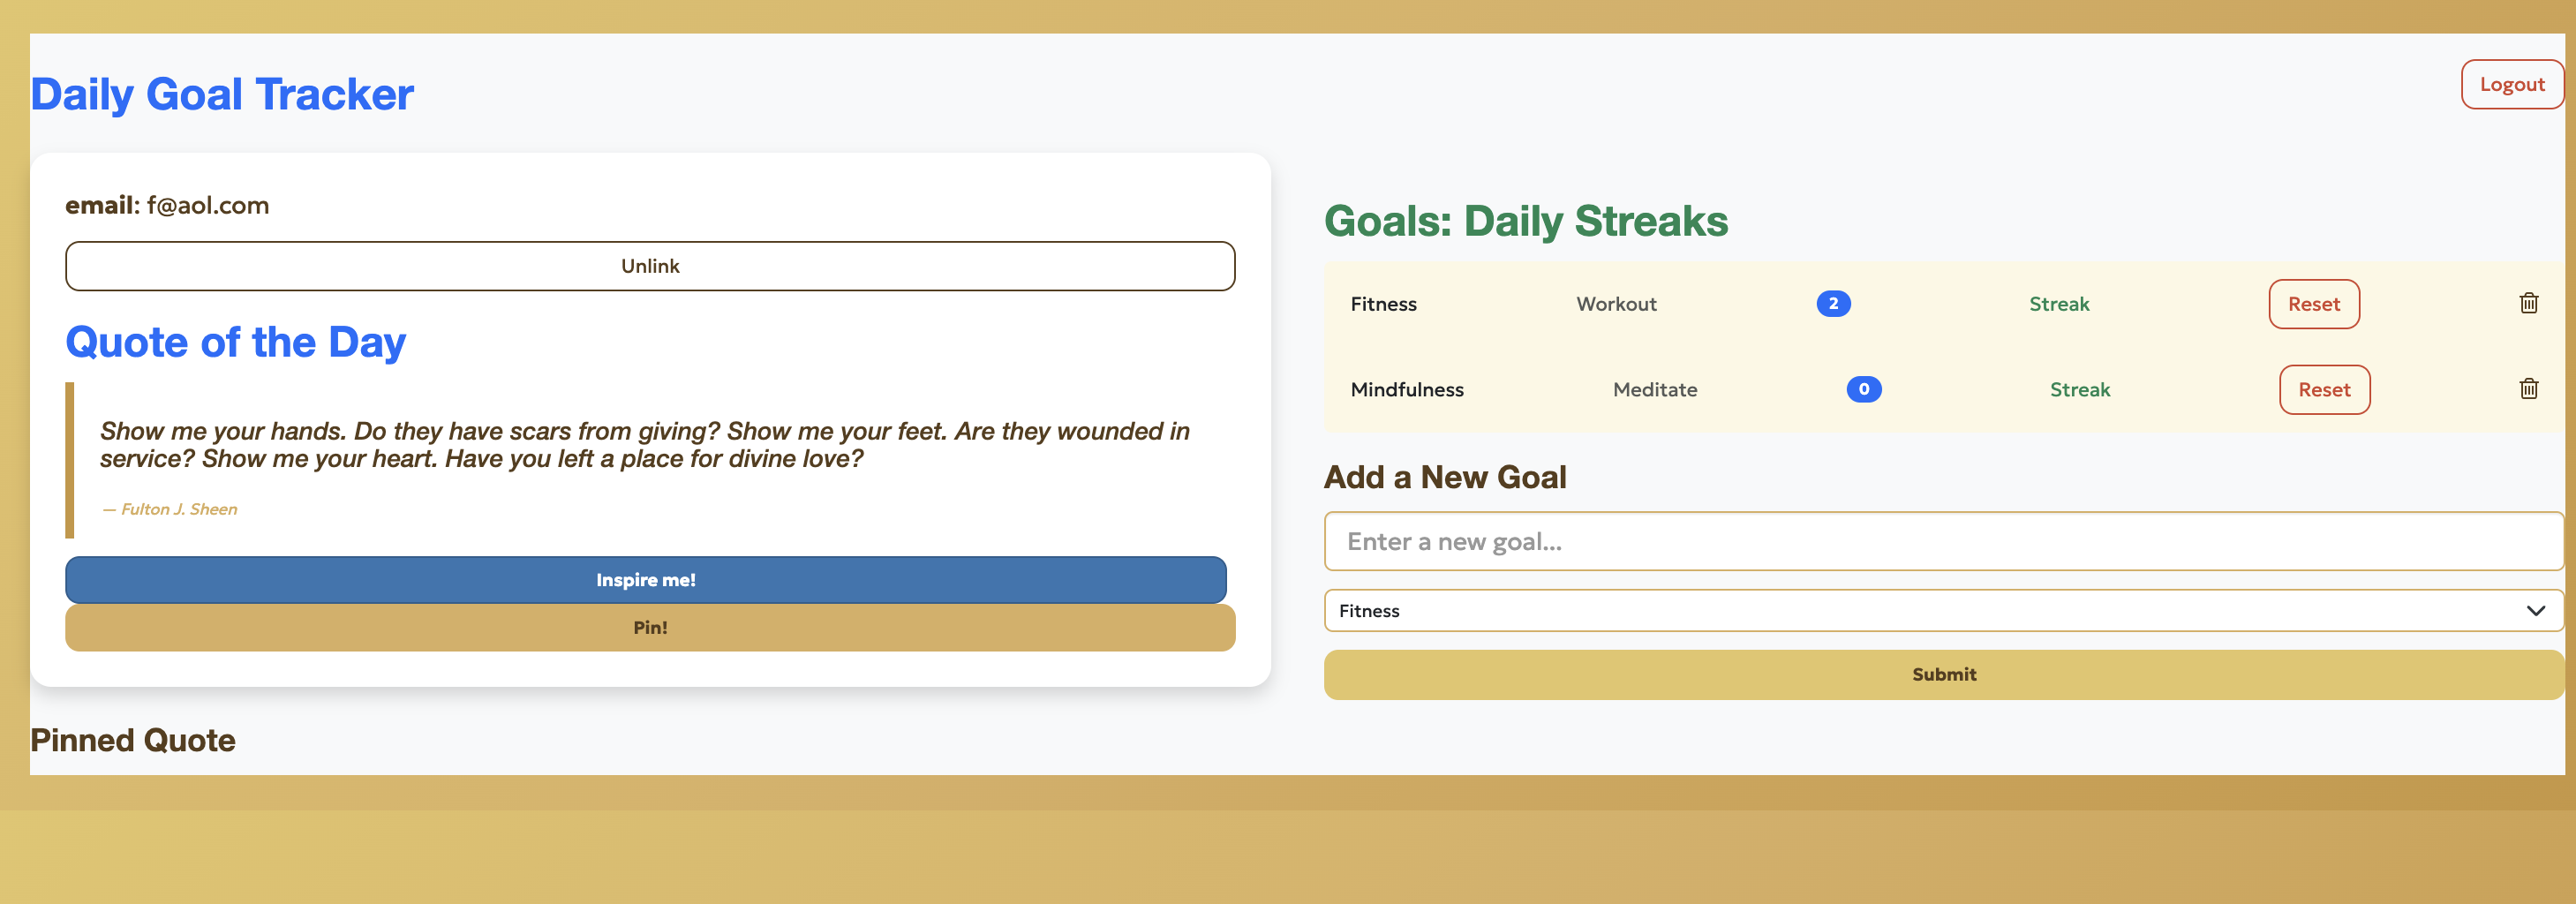 Daily Goal Tracker
Logout
email: f@aol.com
Unlink
Quote of the Day
Show me your hands. Do they have scars from giving? Show me your feet. Are they wounded in
service? Show me your heart. Have you left a place for divine love?
— Fulton J. Sheen
Inspire me!
Pin!
Pinned Quote
Goals: Daily Streaks
Fitness Workout 2 Streak Reset
Mindfulness Meditate 0 Streak Reset
Add a New Goal
Enter a new goal...
Fitness
Submit